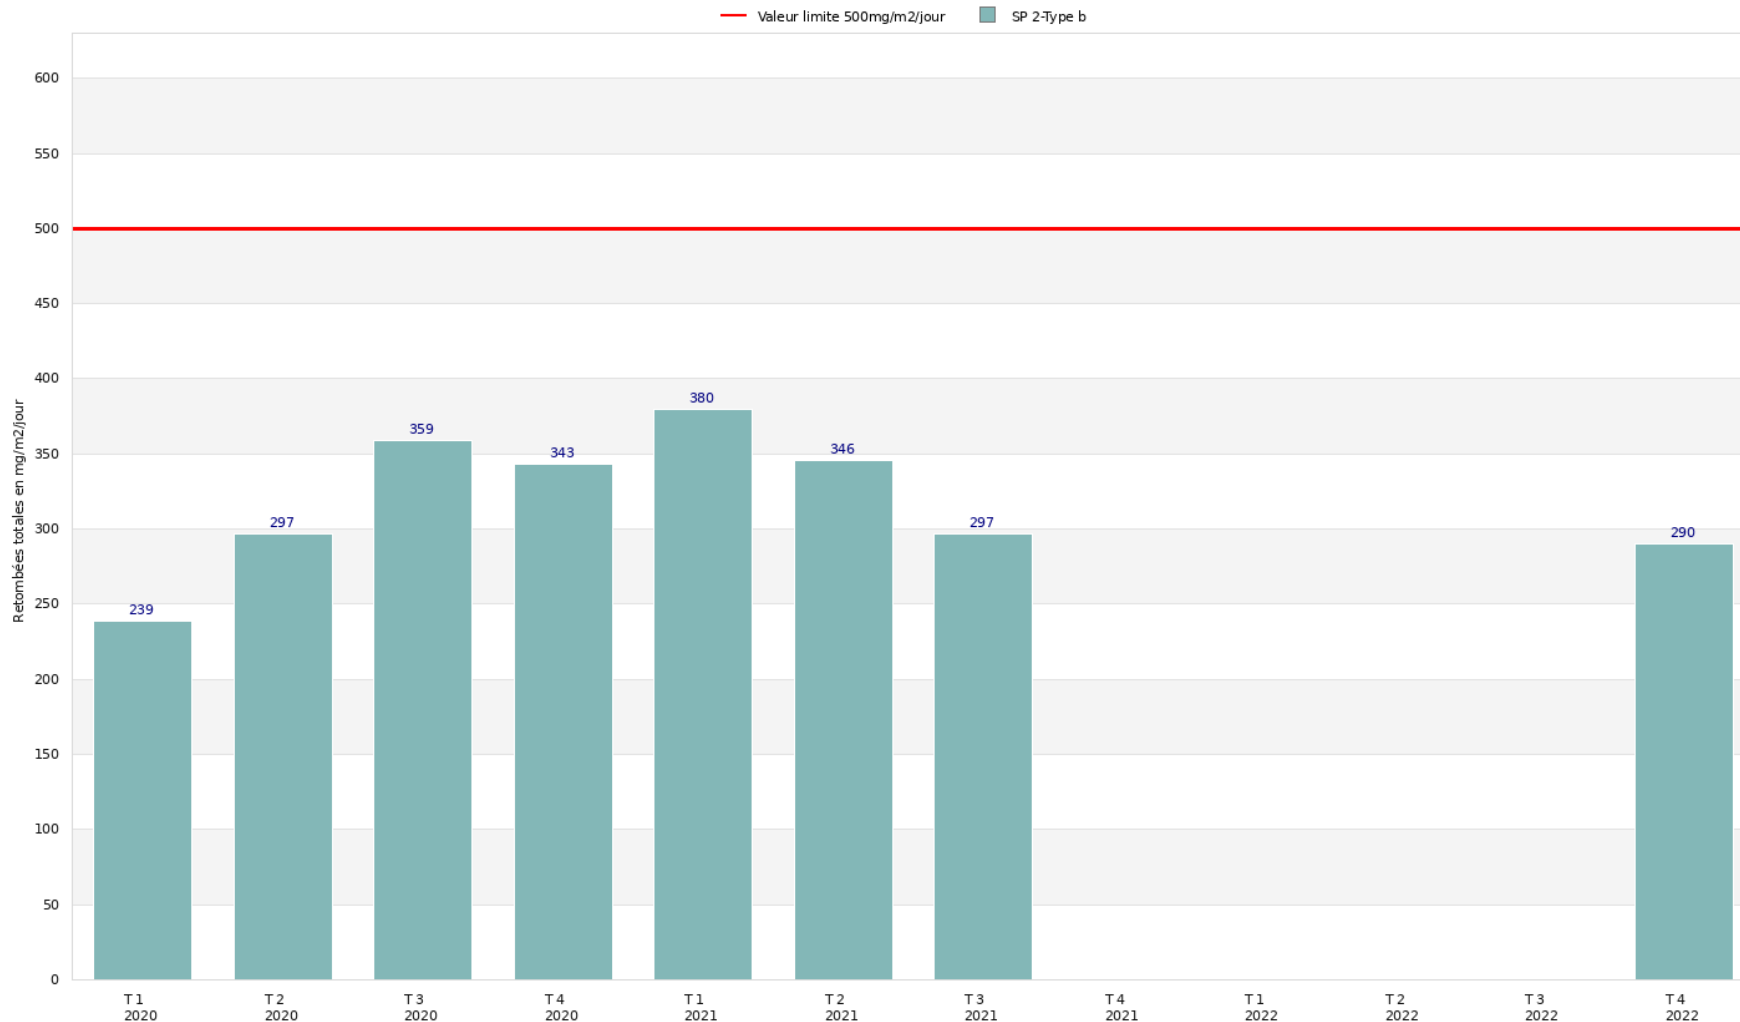 Valeur limite 500mg/m2/jour
SP 2-Type b
Retombées totales en mg/m2/jour
600
550
500
450
400
350
300
250
200
150
100
50
0
239
297
359
343
380
346
297
290
T 1
2020
T 2
2020
T 3
2020
T 4
2020
T 1
2021
T 2
2021
T 3
2021
T 4
2021
T 1
2022
T 2
2022
T 3
2022
T 4
2022